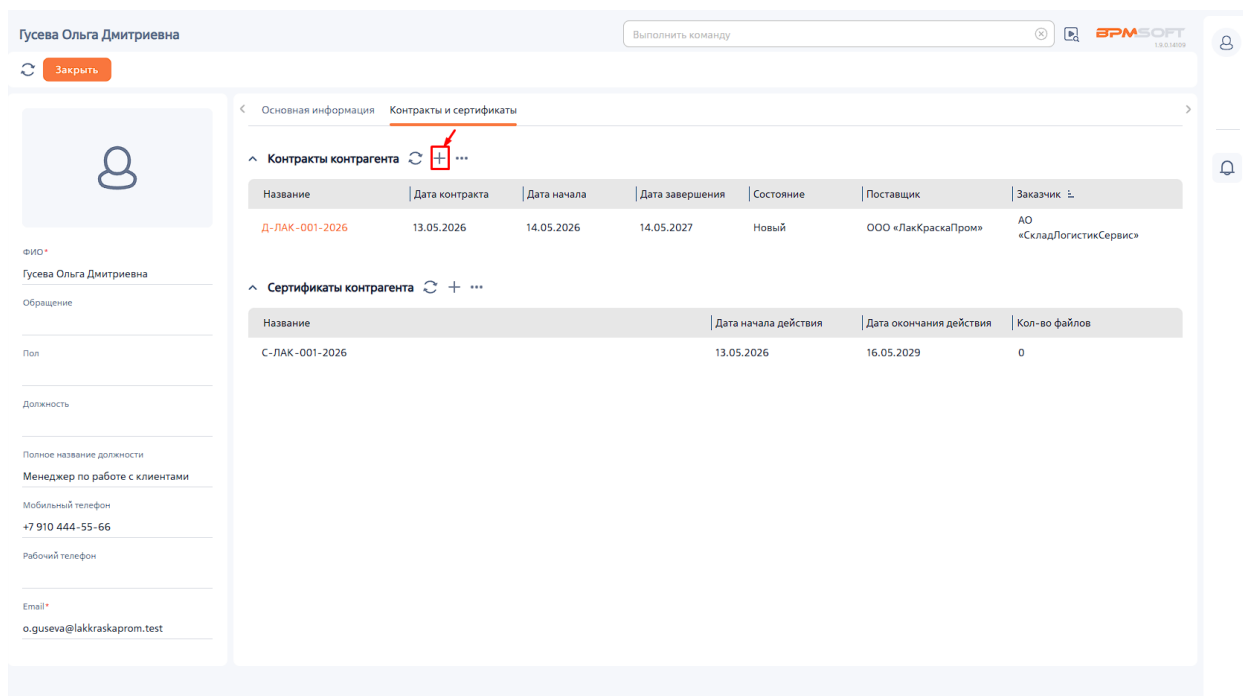 Гусева Ольга Дмитриевна
Выполнить команду
BPMSOFT
1.9.0.14109
Закрыть
Основная информация
Контракты и сертификаты
Контракты контрагента
Название Дата контракта Дата начала Дата завершения Состояние Поставщик Заказчик
Д-ЛАК-001-2026 13.05.2026 14.05.2026 14.05.2027 Новый ООО «ЛакКраскаПром» АО
«СкладЛогистикСервис»
Сертификаты контрагента
Название Дата начала действия Дата окончания действия Кол-во файлов
С-ЛАК-001-2026 13.05.2026 16.05.2029 0
ФИО*
Гусева Ольга Дмитриевна
Обращение
Пол
Должность
Полное название должности
Менеджер по работе с клиентами
Мобильный телефон
+7 910 444-55-66
Рабочий телефон
Email*
o.guseva@lakkraskaprom.test